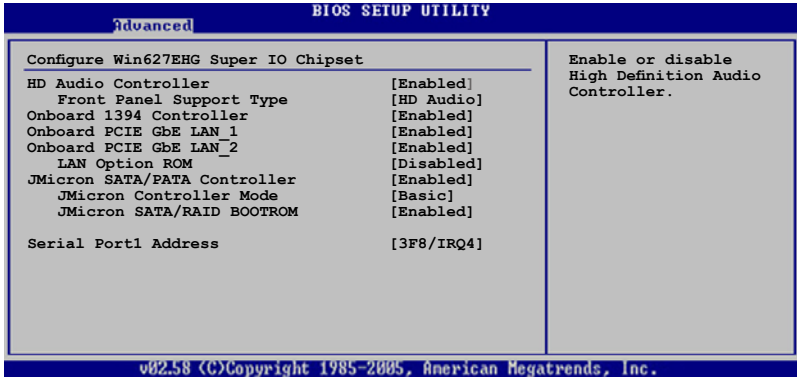 BIOS SETUP UTILITY
Advanced
Configure Win627EHG Super IO Chipset
HD Audio Controller [Enabled]
Front Panel Support Type [HD Audio]
Onboard 1394 Controller [Enabled]
Onboard PCIE GbE LAN_1 [Enabled]
Onboard PCIE GbE LAN_2 [Enabled]
LAN Option ROM [Disabled]
JMicron SATA/PATA Controller [Enabled]
JMicron Controller Mode [Basic]
JMicron SATA/RAID BOOTROM [Enabled]
Serial Port1 Address [3F8/IRQ4]
Enable or disable
High Definition Audio
Controller.
v02.58 (C)Copyright 1985-2005, American Megatrends, Inc.